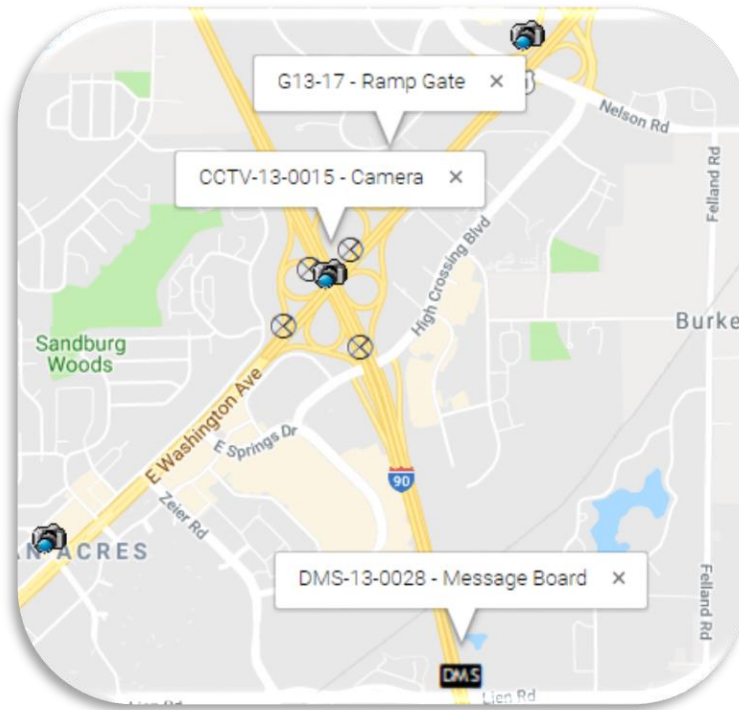 G13-17 - Ramp Gate ×
Nelson Rd
Felland Rd
CCTV-13-0015 - Camera ×
High Crossing Blvd
Burke
Sandburg
Woods
E Washington Ave
E Springs Dr
90
Zeier Rd
N ACRES
DMS-13-0028 - Message Board ×
Felland Rd
DMS
Lien Rd